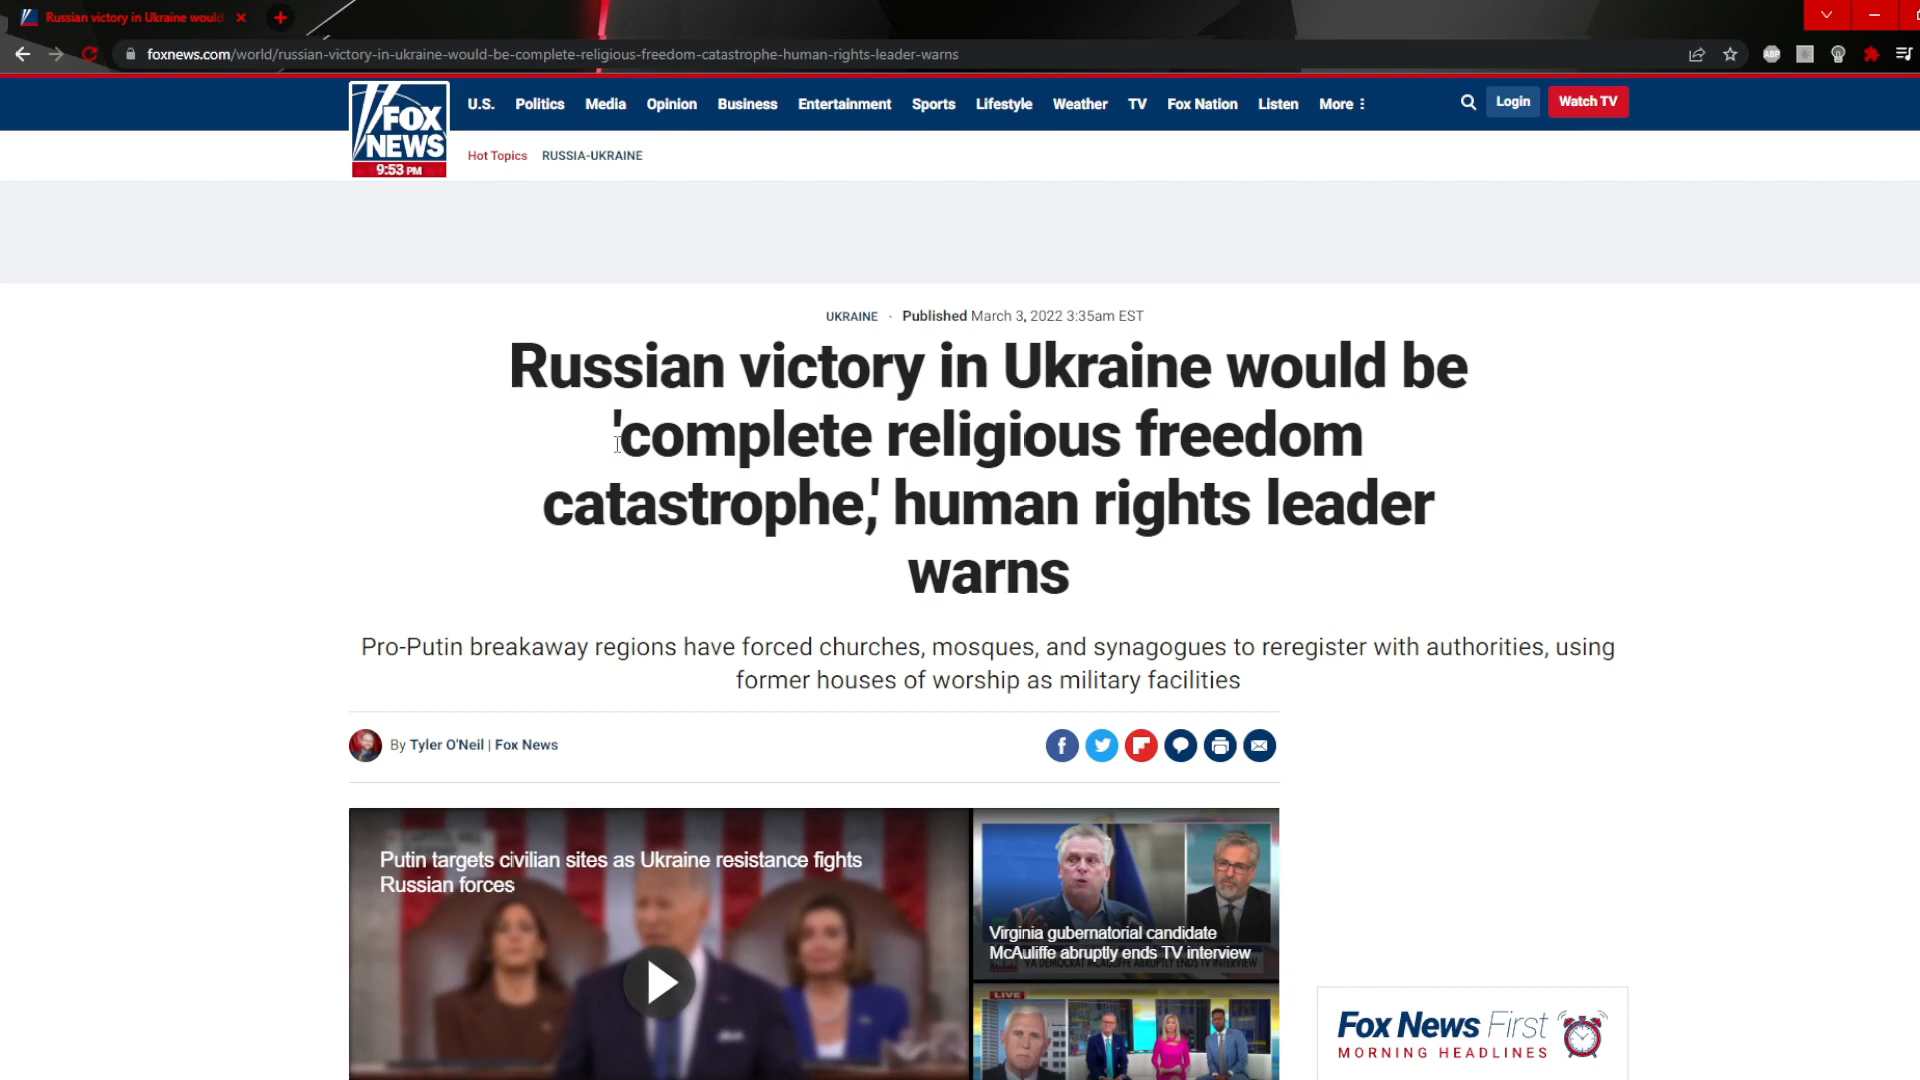 Russian victory in Ukraine would
foxnews.com/world/russian-victory-in-ukraine-would-be-complete-religious-freedom-catastrophe-human-rights-leader-warns
ABP
FOX
NEWS
9:53 PM
U.S. Politics Media Opinion Business Entertainment Sports Lifestyle Weather TV Fox Nation Listen More
Login
Watch TV
Hot Topics RUSSIA-UKRAINE
UKRAINE · Published March 3, 2022 3:35am EST
Russian victory in Ukraine would be
'complete religious freedom
catastrophe,' human rights leader
warns
Pro-Putin breakaway regions have forced churches, mosques, and synagogues to reregister with authorities, using
former houses of worship as military facilities
By Tyler O'Neil | Fox News
Putin targets civilian sites as Ukraine resistance fights
Russian forces
Virginia gubernatorial candidate
McAuliffe abruptly ends TV interview
LIVE
Fox News First
MORNING HEADLINES